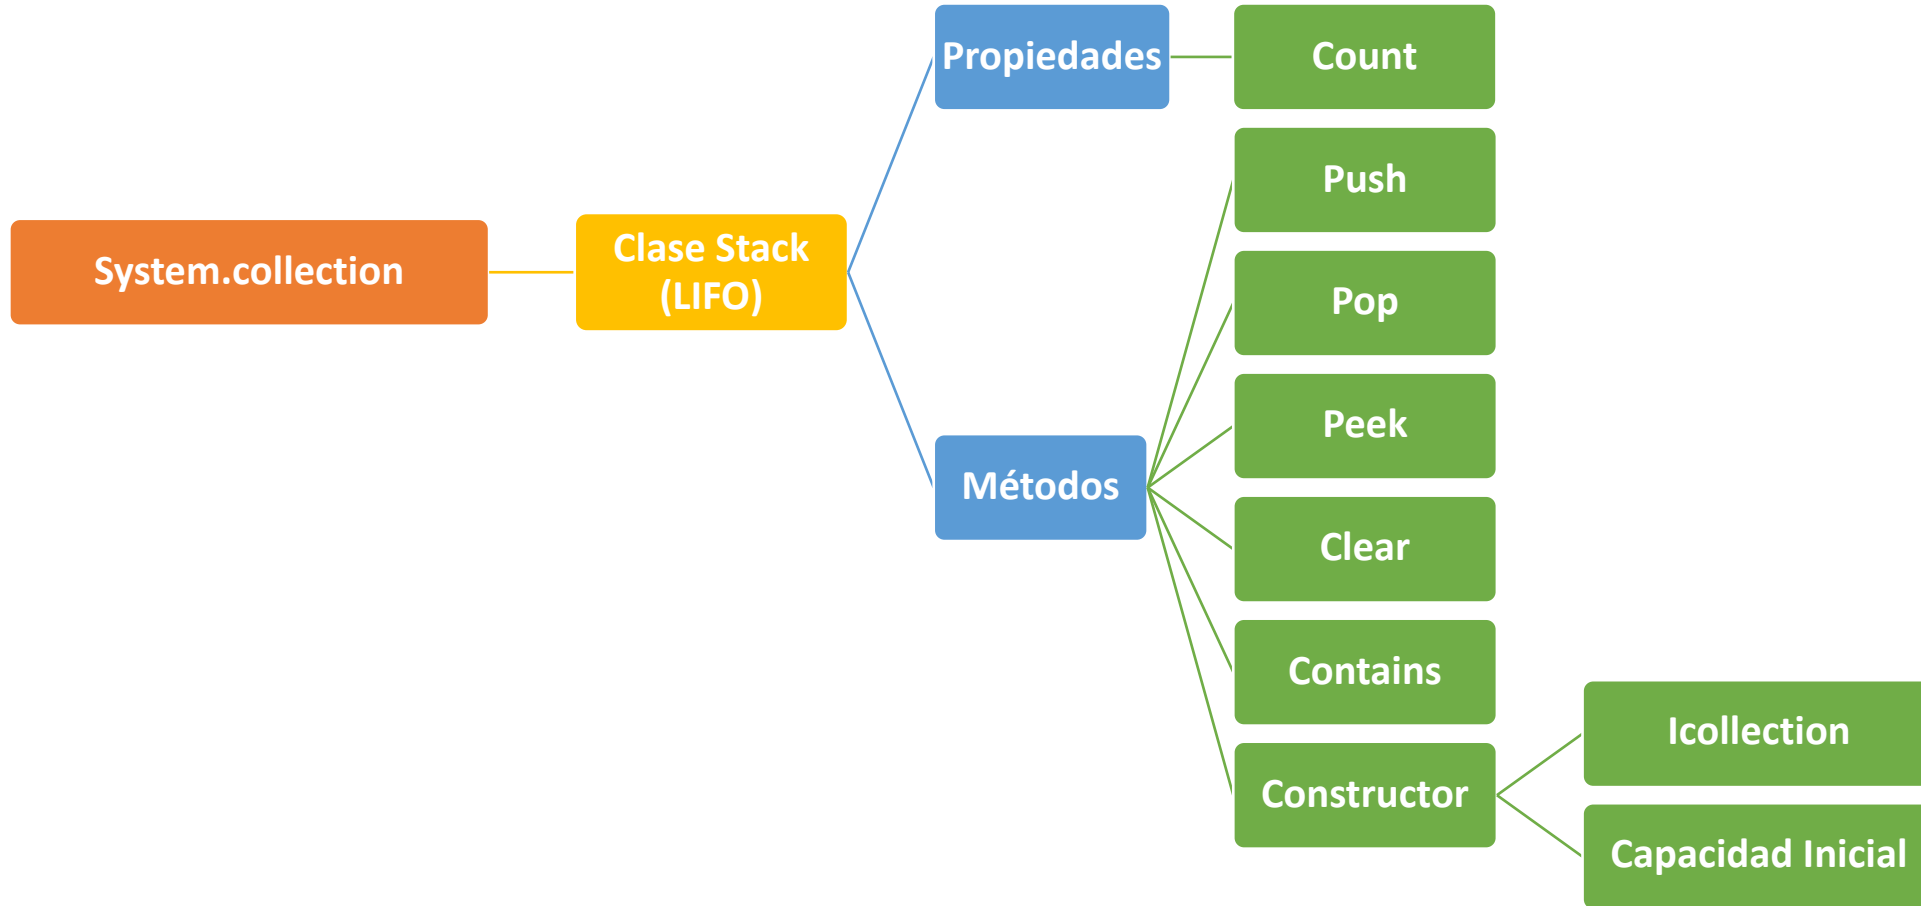 Propiedades
Count
Push
System.collection
Clase Stack
(LIFO)
Pop
Peek
Métodos
Clear
Contains
Icollection
Constructor
Capacidad Inicial